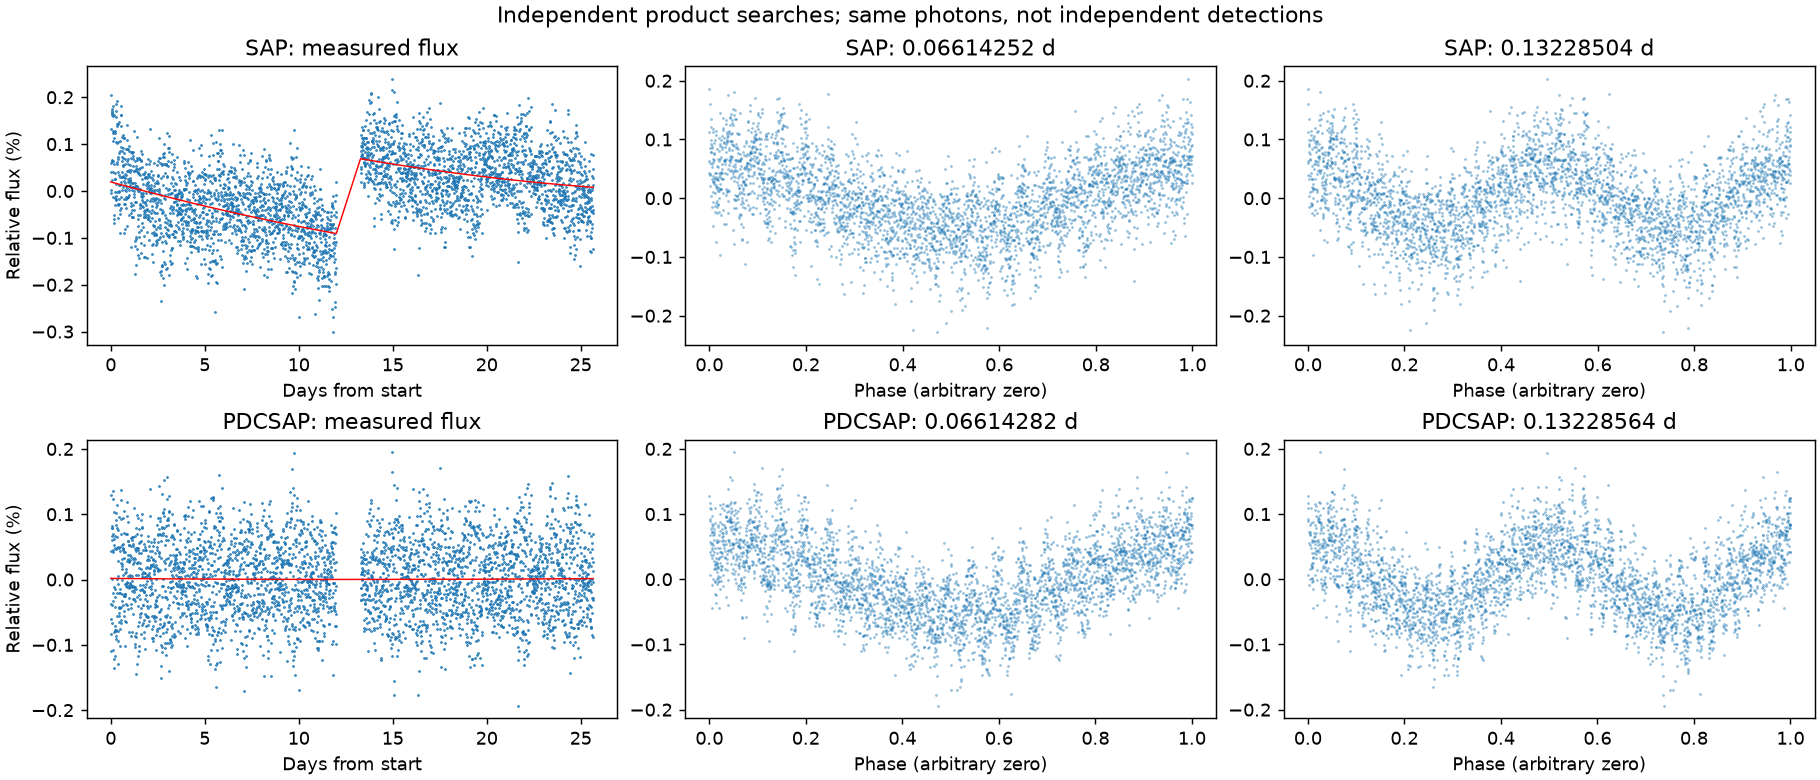 Independent product searches; same photons, not independent detections
SAP: measured flux
Relative flux (%)
0.2
0.1
0.0
−0.1
−0.2
−0.3
0 5 10 15 20 25
Days from start
SAP: 0.06614252 d
0.2
0.1
0.0
−0.1
−0.2
0.0 0.2 0.4 0.6 0.8 1.0
Phase (arbitrary zero)
SAP: 0.13228504 d
0.2
0.1
0.0
−0.1
−0.2
0.0 0.2 0.4 0.6 0.8 1.0
Phase (arbitrary zero)
PDCSAP: measured flux
Relative flux (%)
0.2
0.1
0.0
−0.1
−0.2
0 5 10 15 20 25
Days from start
PDCSAP: 0.06614282 d
0.2
0.1
0.0
−0.1
−0.2
0.0 0.2 0.4 0.6 0.8 1.0
Phase (arbitrary zero)
PDCSAP: 0.13228564 d
0.2
0.1
0.0
−0.1
−0.2
0.0 0.2 0.4 0.6 0.8 1.0
Phase (arbitrary zero)